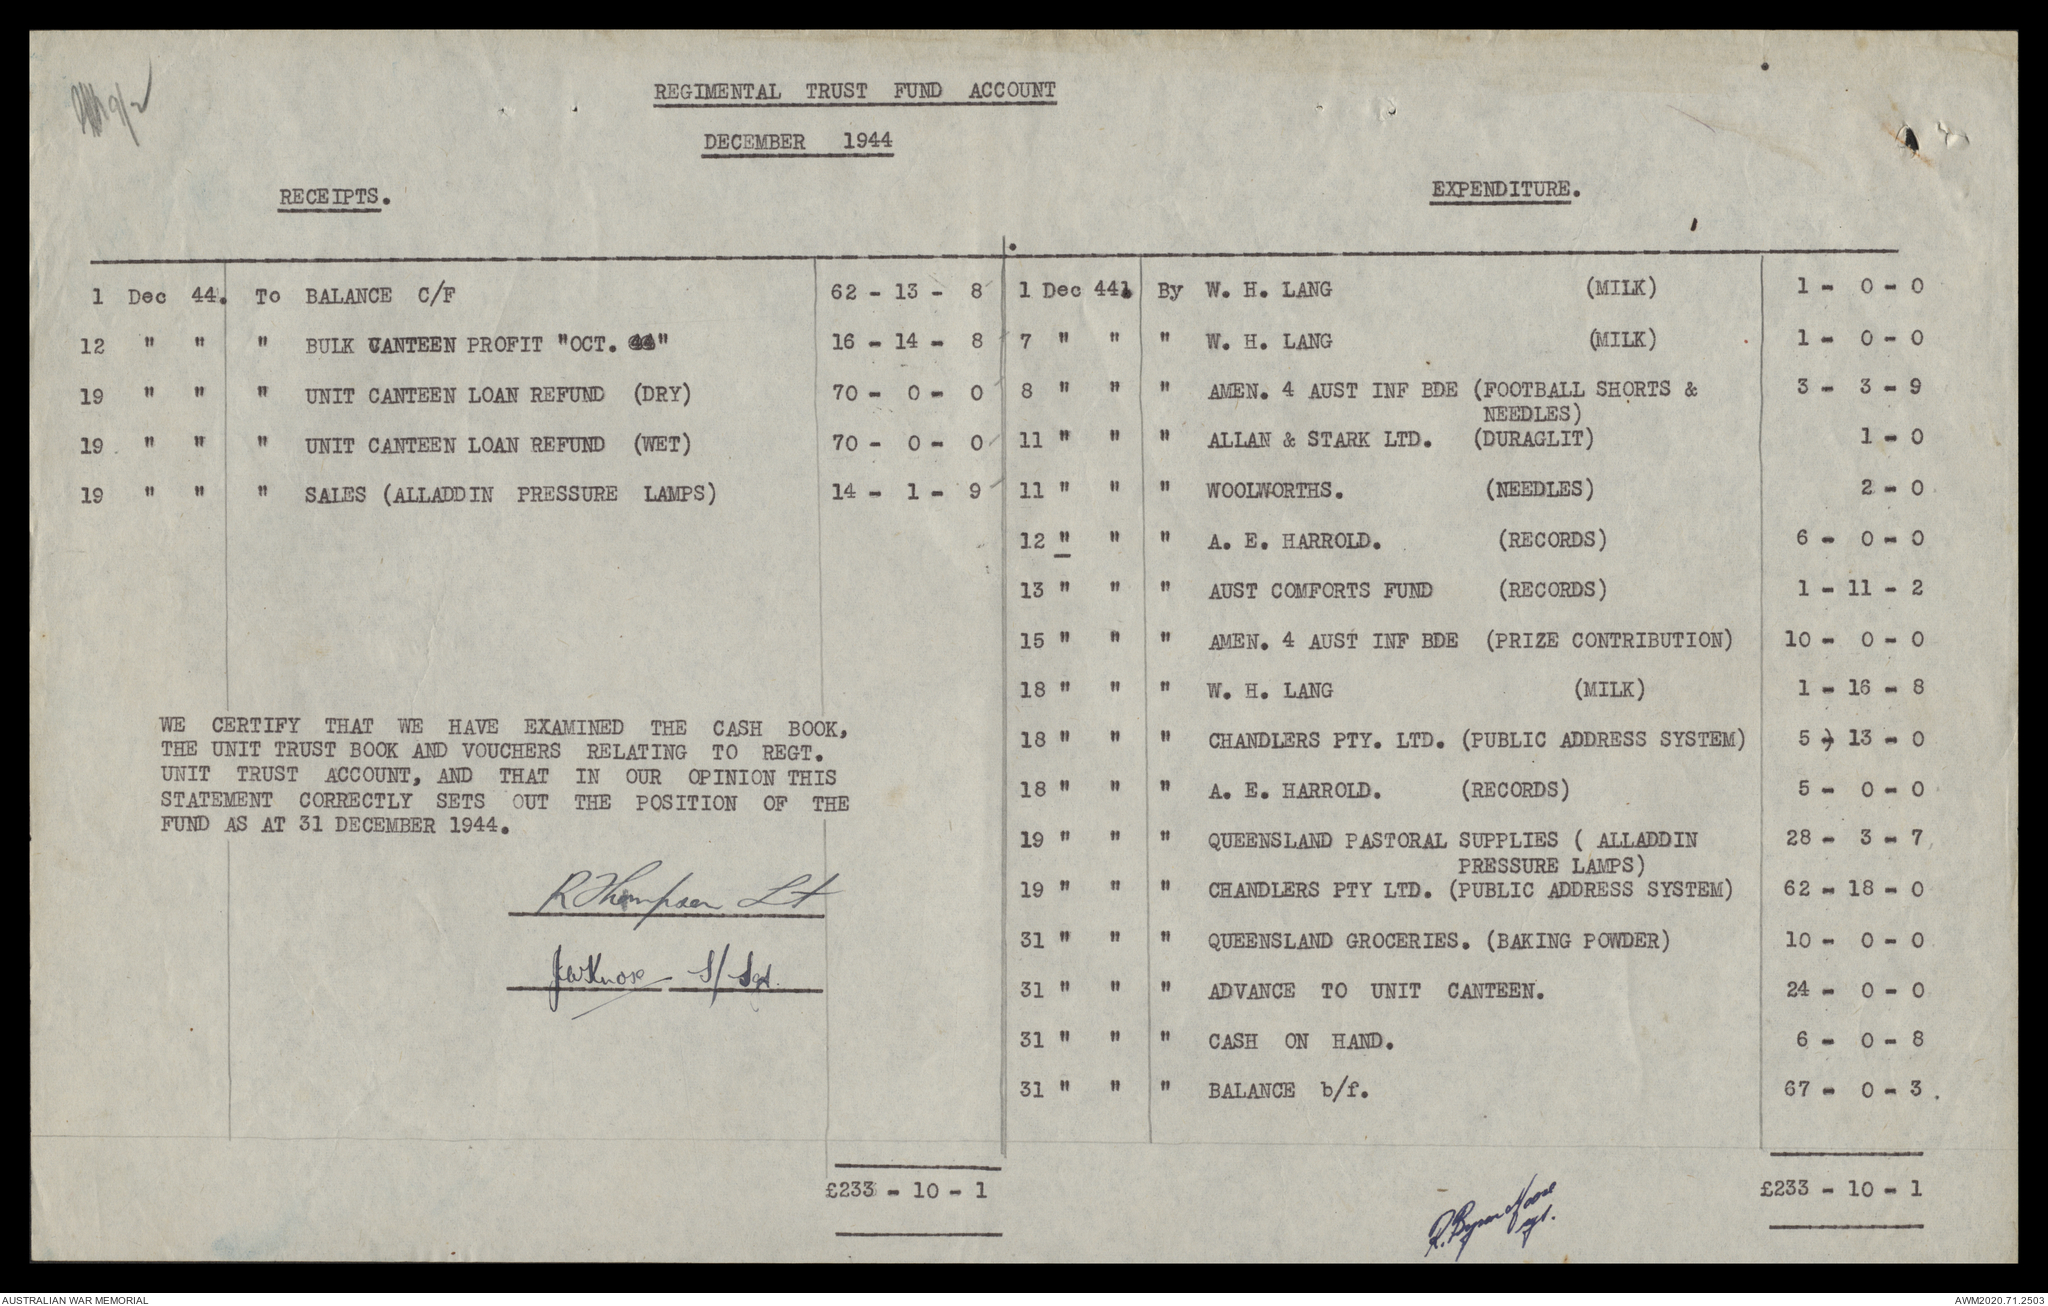 REGIMENTAL TRUST FUND ACCOUNT
DECEMBER 1944
RECEIPTS.
1 Dec 44. To BALANCE C/F 62 - 13 - 8
12 " " " BULK CANTEEN PROFIT "OCT. 44" 16 - 14 - 8
19 " " " UNIT CANTEEN LOAN REFUND (DRY) 70 - 0 - 0
19 " " " UNIT CANTEEN LOAN REFUND (WET) 70 - 0 - 0
19 " " " SALES (ALLADDIN PRESSURE LAMPS) 14 - 1 - 9
WE CERTIFY THAT WE HAVE EXAMINED THE CASH BOOK,
THE UNIT TRUST BOOK AND VOUCHERS RELATING TO REGT.
UNIT TRUST ACCOUNT, AND THAT IN OUR OPINION THIS
STATEMENT CORRECTLY SETS OUT THE POSITION OF THE
FUND AS AT 31 DECEMBER 1944.
R Thompson Lt
S/Sgt.
£233 - 10 - 1
EXPENDITURE.
1 Dec 44. By W. H. LANG (MILK) 1 - 0 - 0
7 " " " W. H. LANG (MILK) 1 - 0 - 0
8 " " " AMEN. 4 AUST INF BDE (FOOTBALL SHORTS & 3 - 3 - 9
NEEDLES)
11 " " " ALLAN & STARK LTD. (DURAGLIT) 1 - 0
11 " " " WOOLWORTHS. (NEEDLES) 2 - 0
12 " " " A. E. HARROLD. (RECORDS) 6 - 0 - 0
13 " " " AUST COMFORTS FUND (RECORDS) 1 - 11 - 2
15 " " " AMEN. 4 AUST INF BDE (PRIZE CONTRIBUTION) 10 - 0 - 0
18 " " " W. H. LANG (MILK) 1 - 16 - 8
18 " " " CHANDLERS PTY. LTD. (PUBLIC ADDRESS SYSTEM) 5 - 13 - 0
18 " " " A. E. HARROLD. (RECORDS) 5 - 0 - 0
19 " " " QUEENSLAND PASTORAL SUPPLIES ( ALLADDIN 28 - 3 - 7
PRESSURE LAMPS)
19 " " " CHANDLERS PTY LTD. (PUBLIC ADDRESS SYSTEM) 62 - 18 - 0
31 " " " QUEENSLAND GROCERIES. (BAKING POWDER) 10 - 0 - 0
31 " " " ADVANCE TO UNIT CANTEEN. 24 - 0 - 0
31 " " " CASH ON HAND. 6 - 0 - 8
31 " " " BALANCE b/f. 67 - 0 - 3.
£233 - 10 - 1
R. Byron Moore
AUSTRALIAN WAR MEMORIAL
AWM2020.71.2503